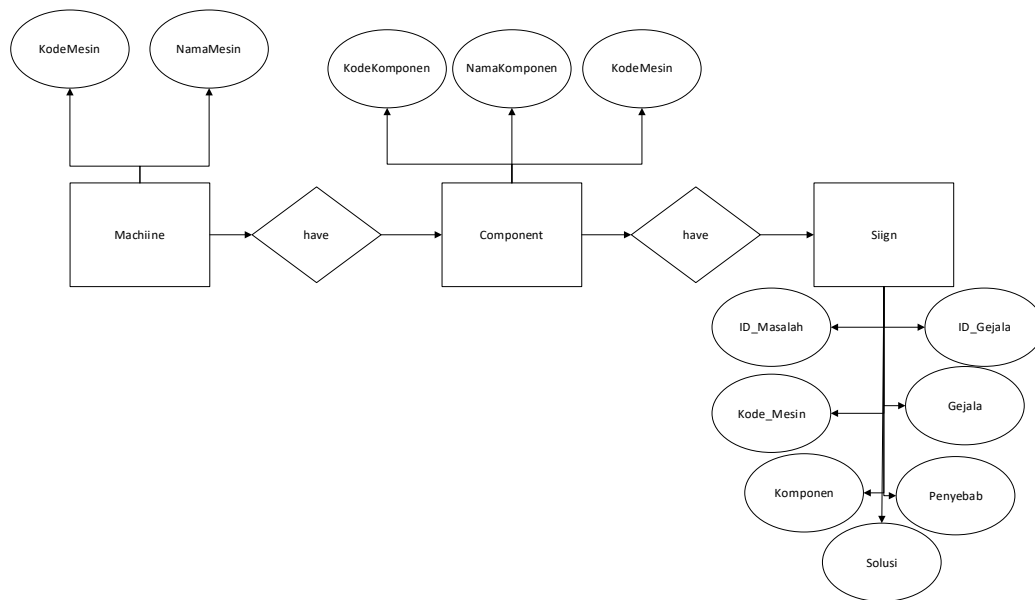 KodeMesin
NamaMesin
KodeKomponen
NamaKomponen
KodeMesin
Machiine
have
Component
have
Siign
ID_Masalah
ID_Gejala
Kode_Mesin
Gejala
Komponen
Penyebab
Solusi